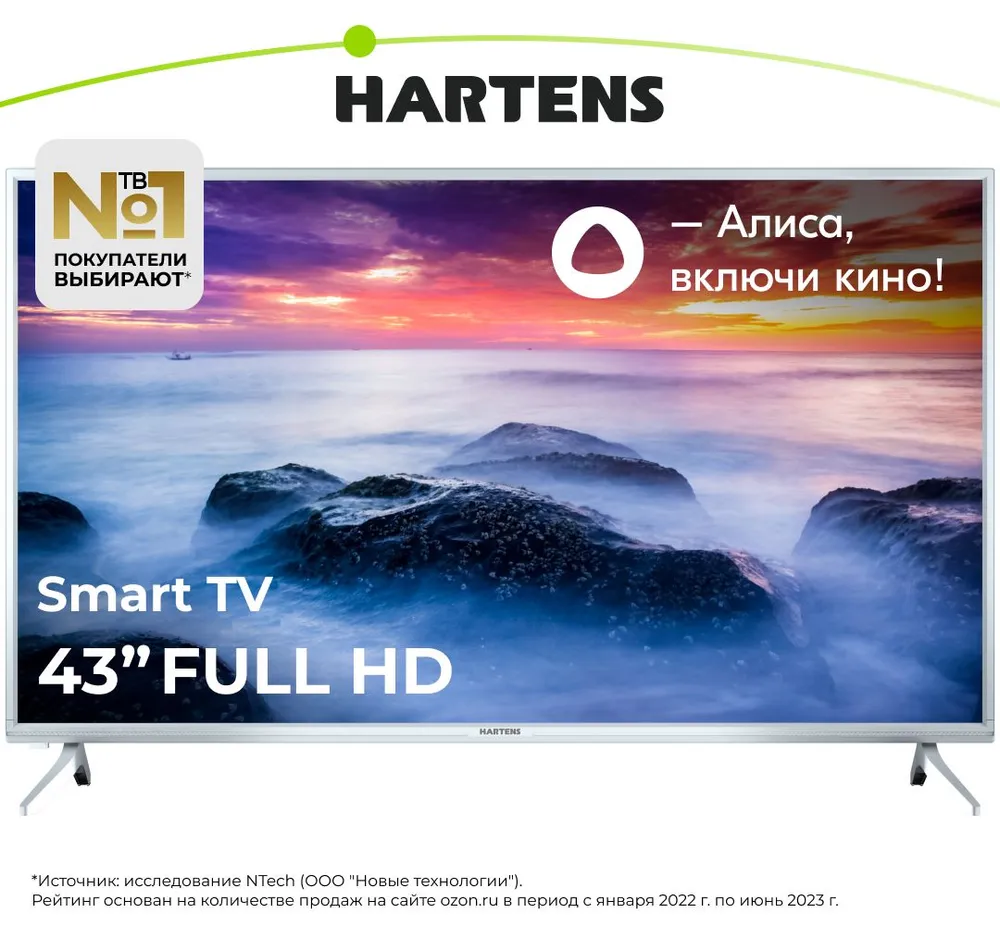 HARTENS
ТВ
№1
ПОКУПАТЕЛИ
ВЫБИРАЮТ*
— Алиса,
включи кино!
Smart TV
43” FULL HD
HARTENS
*Источник: исследование NTech (ООО "Новые технологии").
Рейтинг основан на количестве продаж на сайте ozon.ru в период с января 2022 г. по июнь 2023 г.